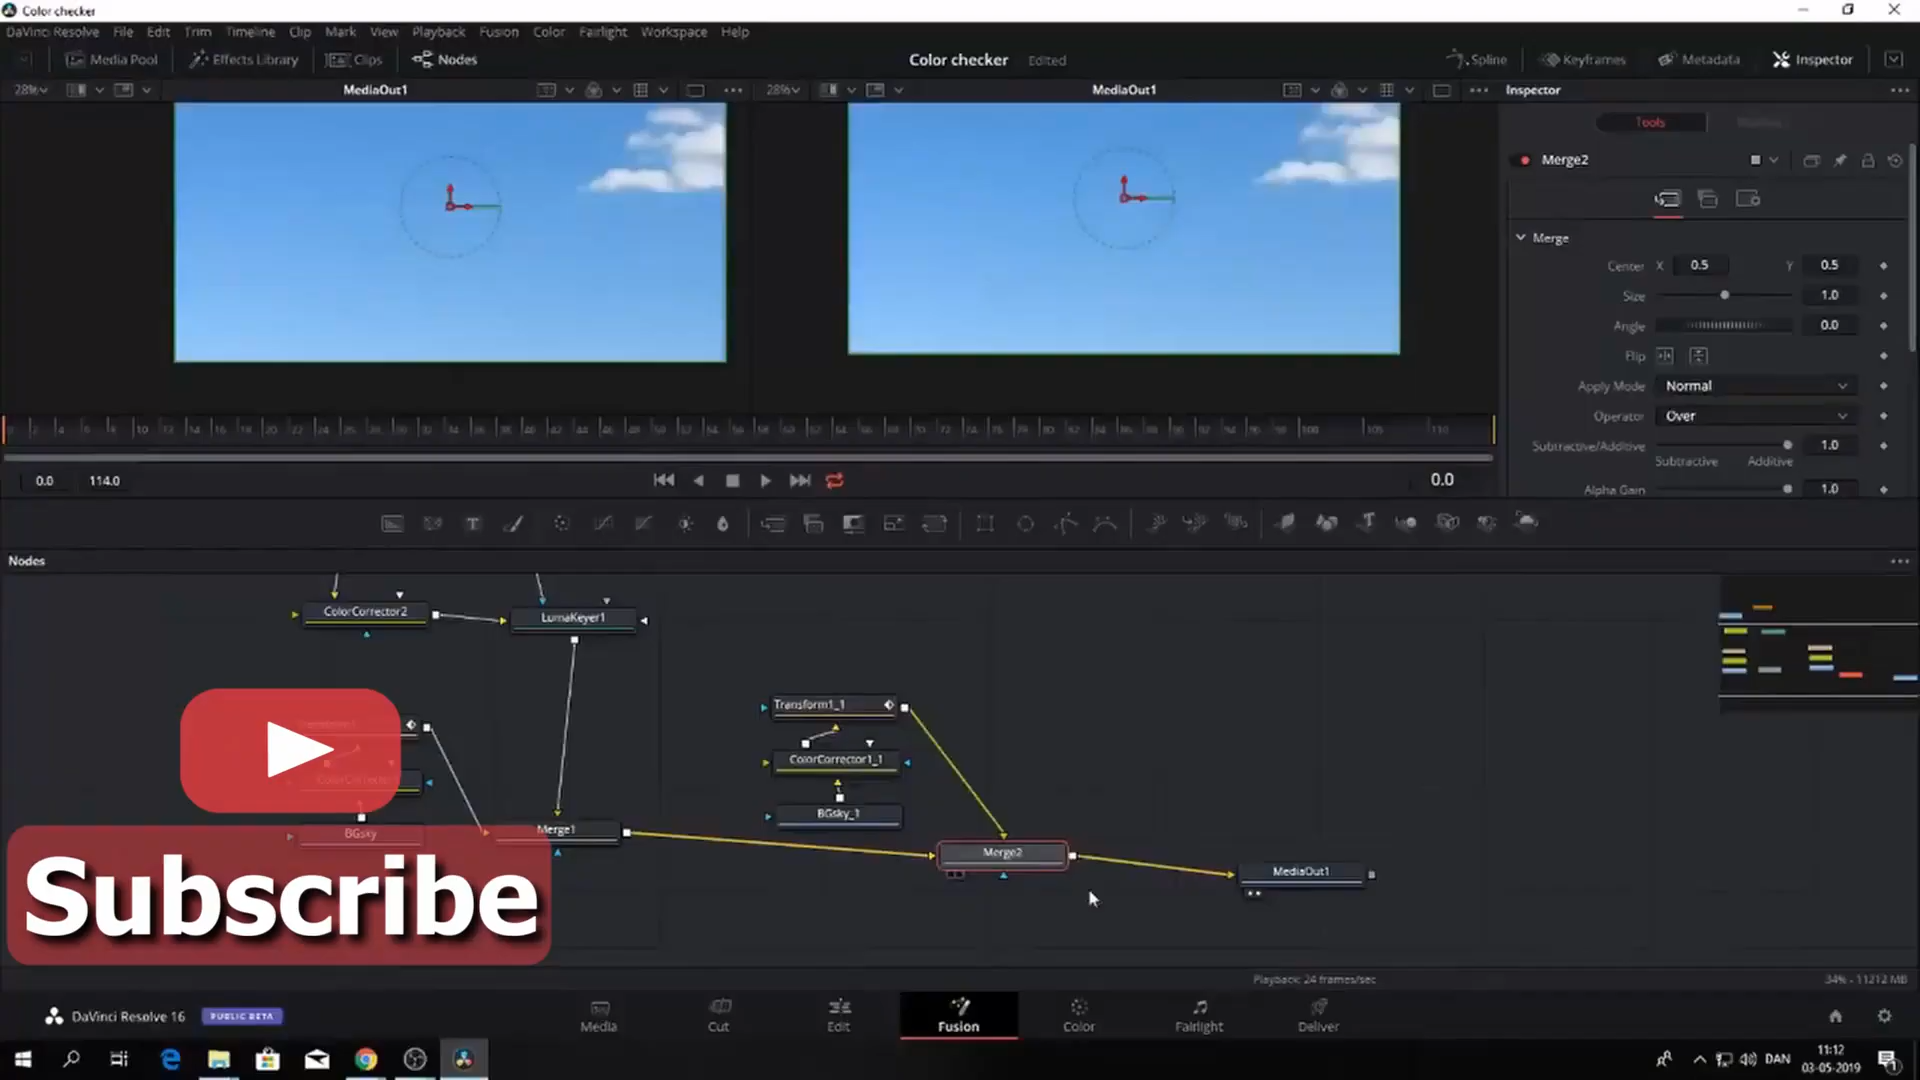 Color checker
DaVinci Resolve File Edit Trim Timeline Clip Mark View Playback Fusion Color Fairlight Workspace Help
Media Pool Effects Library Clips Nodes Color checker Edited Spline Keyframes Metadata Inspector
28% MediaOut1 28% MediaOut1 Inspector
Tools
Merge2
Merge
Center X 0.5 Y 0.5
Size 1.0
Angle 0.0
Flip
Apply Mode Normal
Operator Over
Subtractive/Additive 1.0
Subtractive Additive
Alpha Gain 1.0
0.0 114.0 0.0
Nodes
ColorCorrector2 LumaKeyer1
Transform1_1
ColorCorrector1_1
BGsky_1
BGsky Merge1
Merge2
MediaOut1
Subscribe
Playback: 24 frames/sec 34% - 11212 MB
DaVinci Resolve 16 PUBLIC BETA
Media Cut Edit Fusion Color Fairlight Deliver
DAN 11:12
03-05-2019